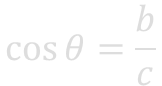 cos θ = b/c